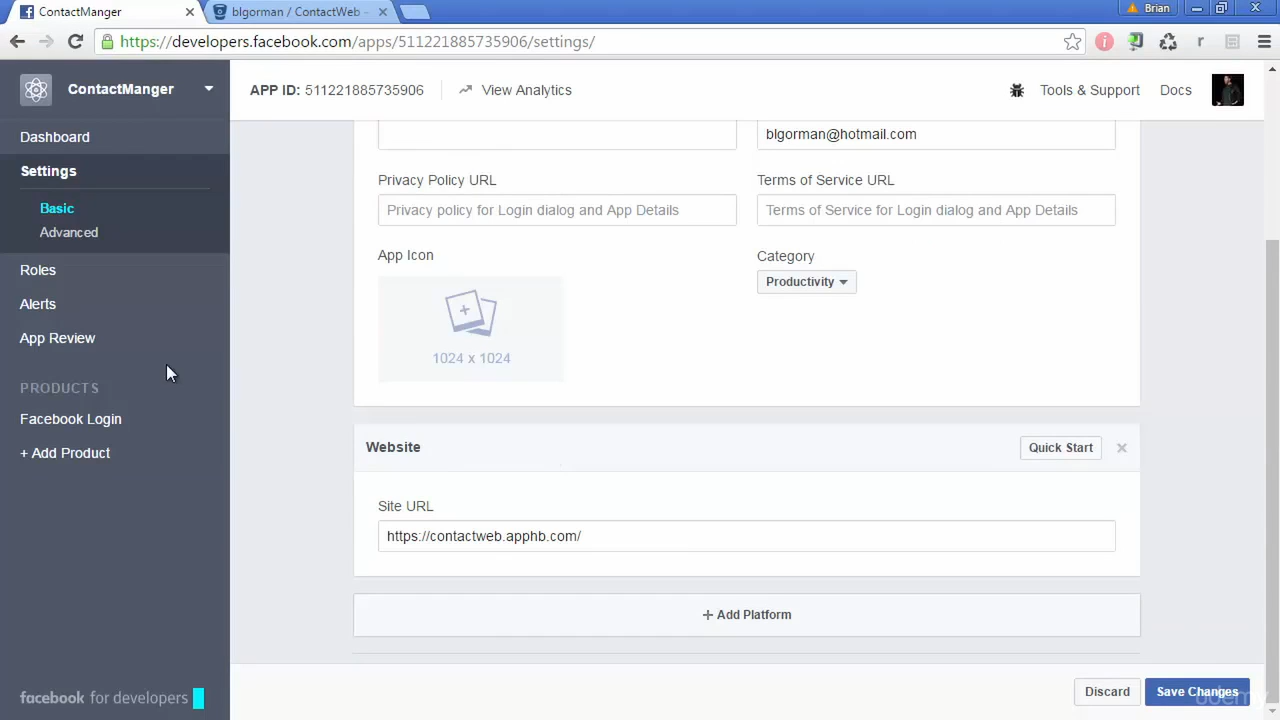 ContactManger
blgorman / ContactWeb -
Brian
https://developers.facebook.com/apps/511221885735906/settings/
ContactManger
APP ID: 511221885735906
View Analytics
Tools & Support
Docs
Dashboard
Settings
Basic
Advanced
Roles
Alerts
App Review
PRODUCTS
Facebook Login
+ Add Product
facebook for developers
blgorman@hotmail.com
Privacy Policy URL
Terms of Service URL
Privacy policy for Login dialog and App Details
Terms of Service for Login dialog and App Details
App Icon
Category
Productivity
1024 x 1024
Website
Quick Start
Site URL
https://contactweb.apphb.com/
+ Add Platform
Discard
Save Changes
udemy